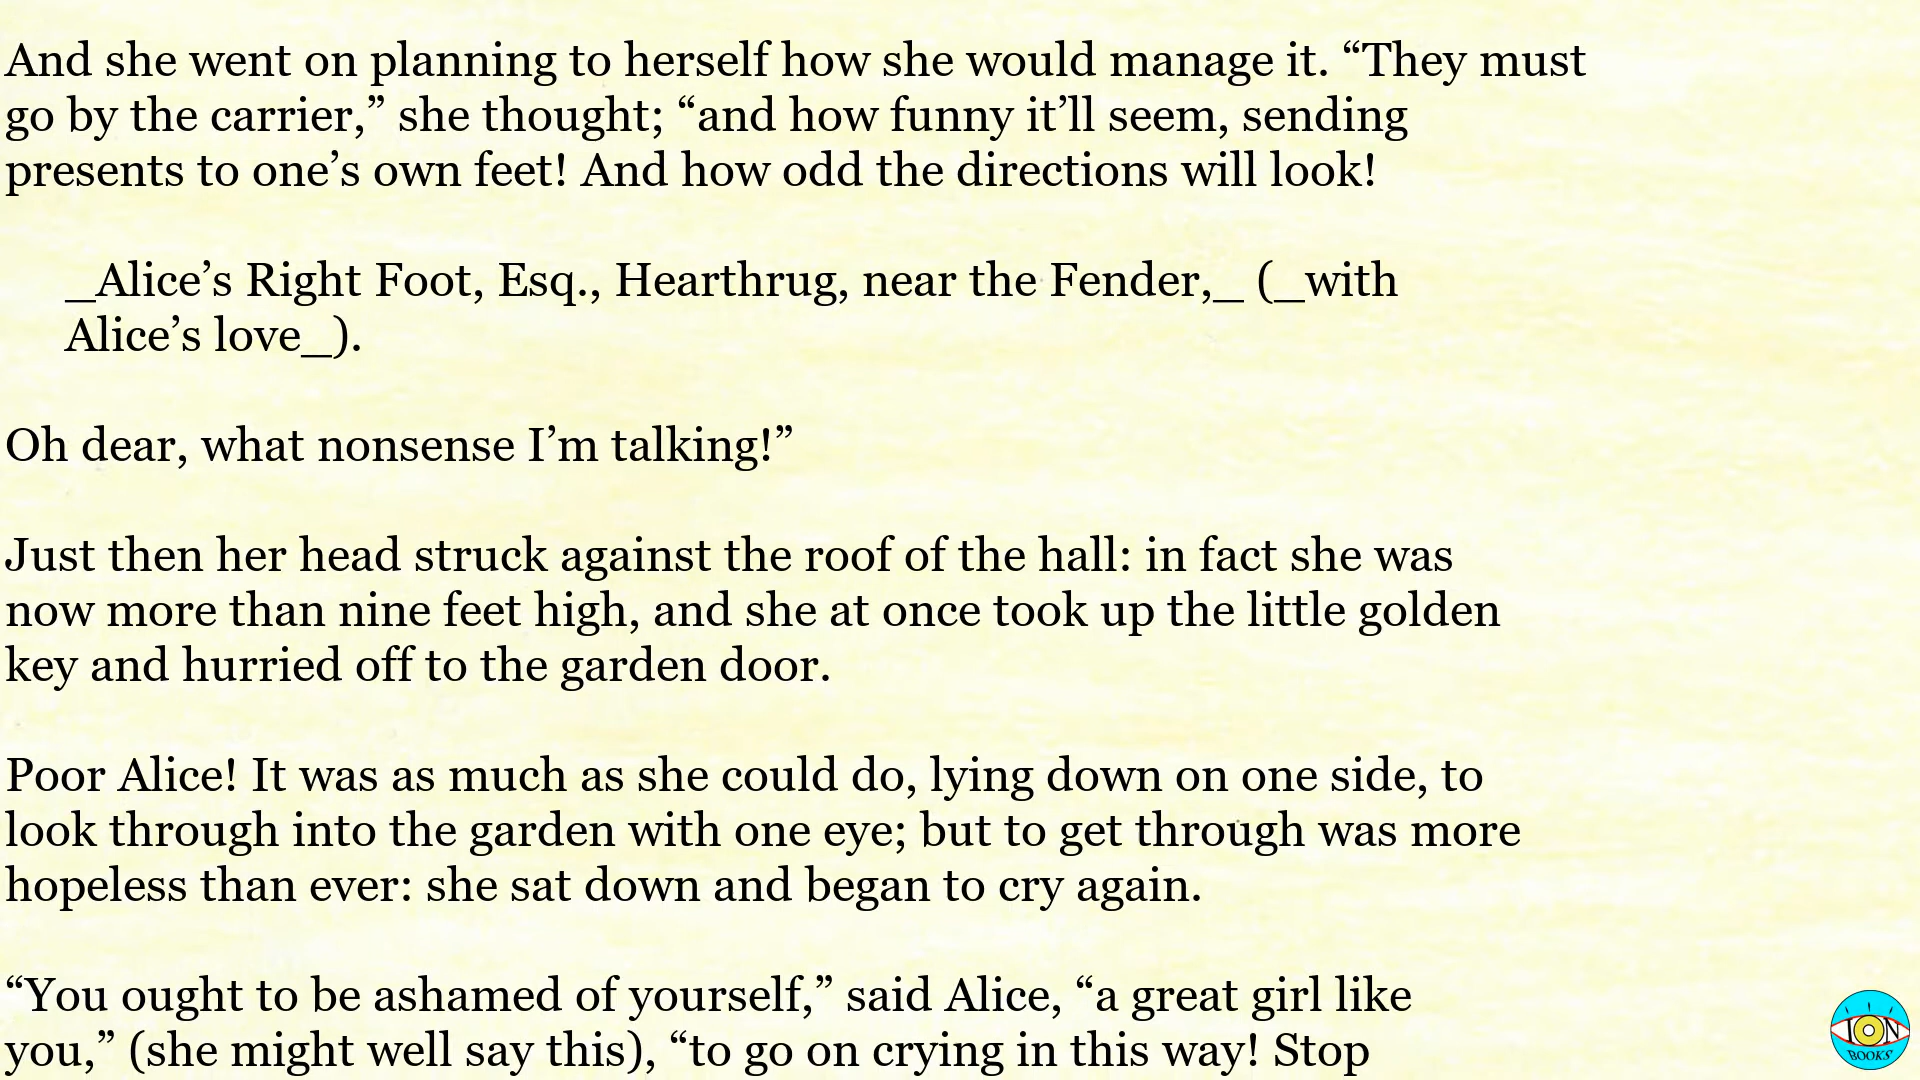 And she went on planning to herself how she would manage it. “They must
go by the carrier,” she thought; “and how funny it’ll seem, sending
presents to one’s own feet! And how odd the directions will look!
_Alice’s Right Foot, Esq., Hearthrug, near the Fender,_ (_with
Alice’s love_).
Oh dear, what nonsense I’m talking!”
Just then her head struck against the roof of the hall: in fact she was
now more than nine feet high, and she at once took up the little golden
key and hurried off to the garden door.
Poor Alice! It was as much as she could do, lying down on one side, to
look through into the garden with one eye; but to get through was more
hopeless than ever: she sat down and began to cry again.
“You ought to be ashamed of yourself,” said Alice, “a great girl like
you,” (she might well say this), “to go on crying in this way! Stop
ION
BOOKS